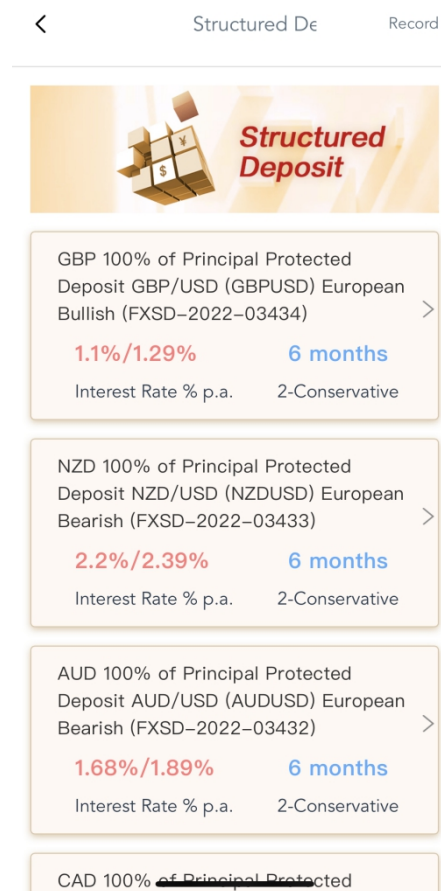 Structured De
Record
Structured
Deposit
¥
$
GBP 100% of Principal Protected
Deposit GBP/USD (GBPUSD) European
Bullish (FXSD-2022-03434)
1.1%/1.29% 6 months
Interest Rate % p.a. 2-Conservative
NZD 100% of Principal Protected
Deposit NZD/USD (NZDUSD) European
Bearish (FXSD-2022-03433)
2.2%/2.39% 6 months
Interest Rate % p.a. 2-Conservative
AUD 100% of Principal Protected
Deposit AUD/USD (AUDUSD) European
Bearish (FXSD-2022-03432)
1.68%/1.89% 6 months
Interest Rate % p.a. 2-Conservative
CAD 100% of Principal Protected